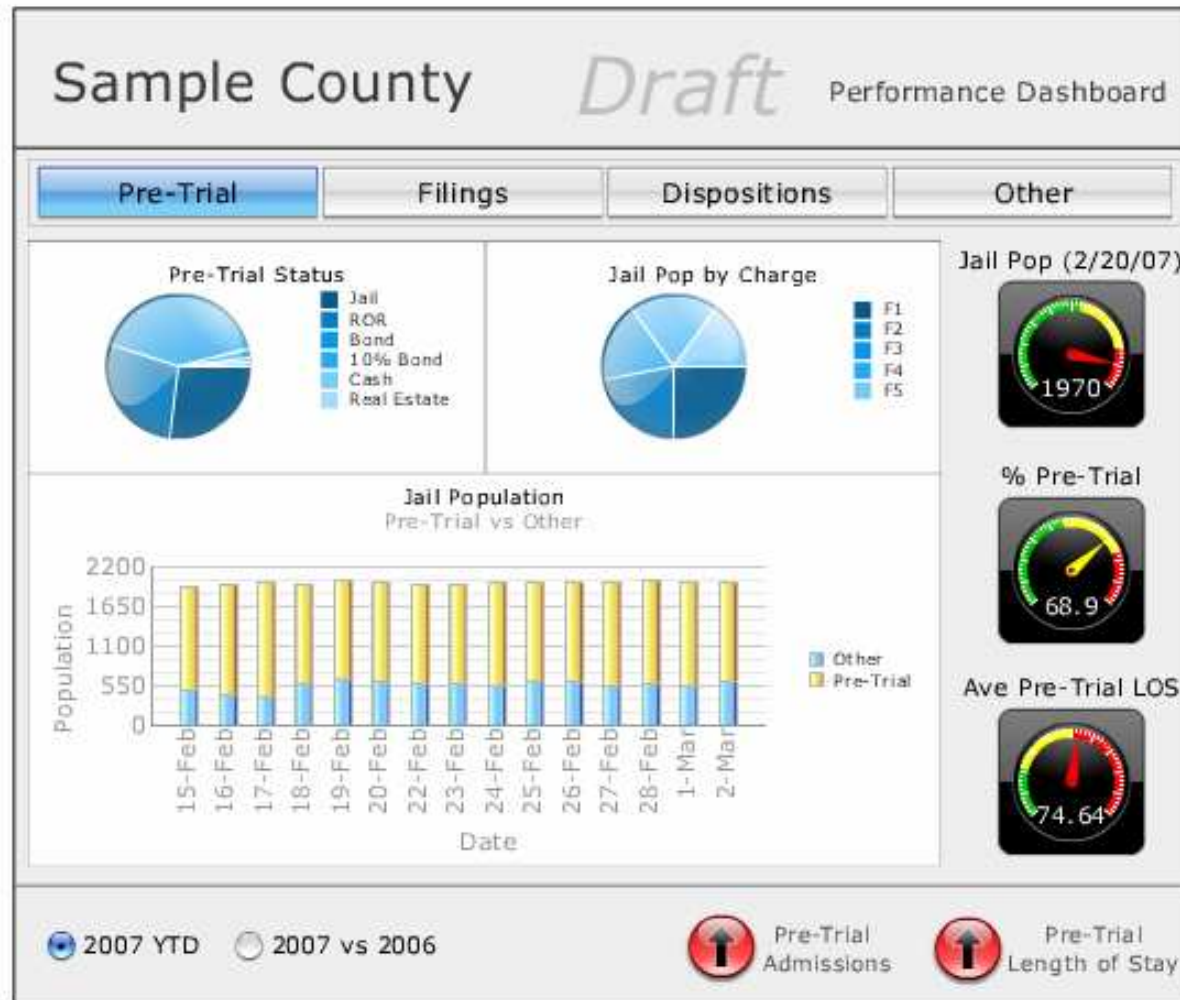 Sample County
Draft
Performance Dashboard
Pre-Trial
Filings
Dispositions
Other
Pre-Trial Status
Jail
ROR
Bond
10% Bond
Cash
Real Estate
Jail Pop by Charge
F1
F2
F3
F4
F5
Jail Pop (2/20/07)
1970
% Pre-Trial
68.9
Ave Pre-Trial LOS
74.64
Jail Population
Pre-Trial vs Other
Population
2200
1650
1100
550
0
15-Feb
16-Feb
17-Feb
18-Feb
19-Feb
20-Feb
22-Feb
23-Feb
24-Feb
25-Feb
26-Feb
27-Feb
28-Feb
1-Mar
2-Mar
Date
Other
Pre-Trial
2007 YTD
2007 vs 2006
Pre-Trial
Admissions
Pre-Trial
Length of Stay